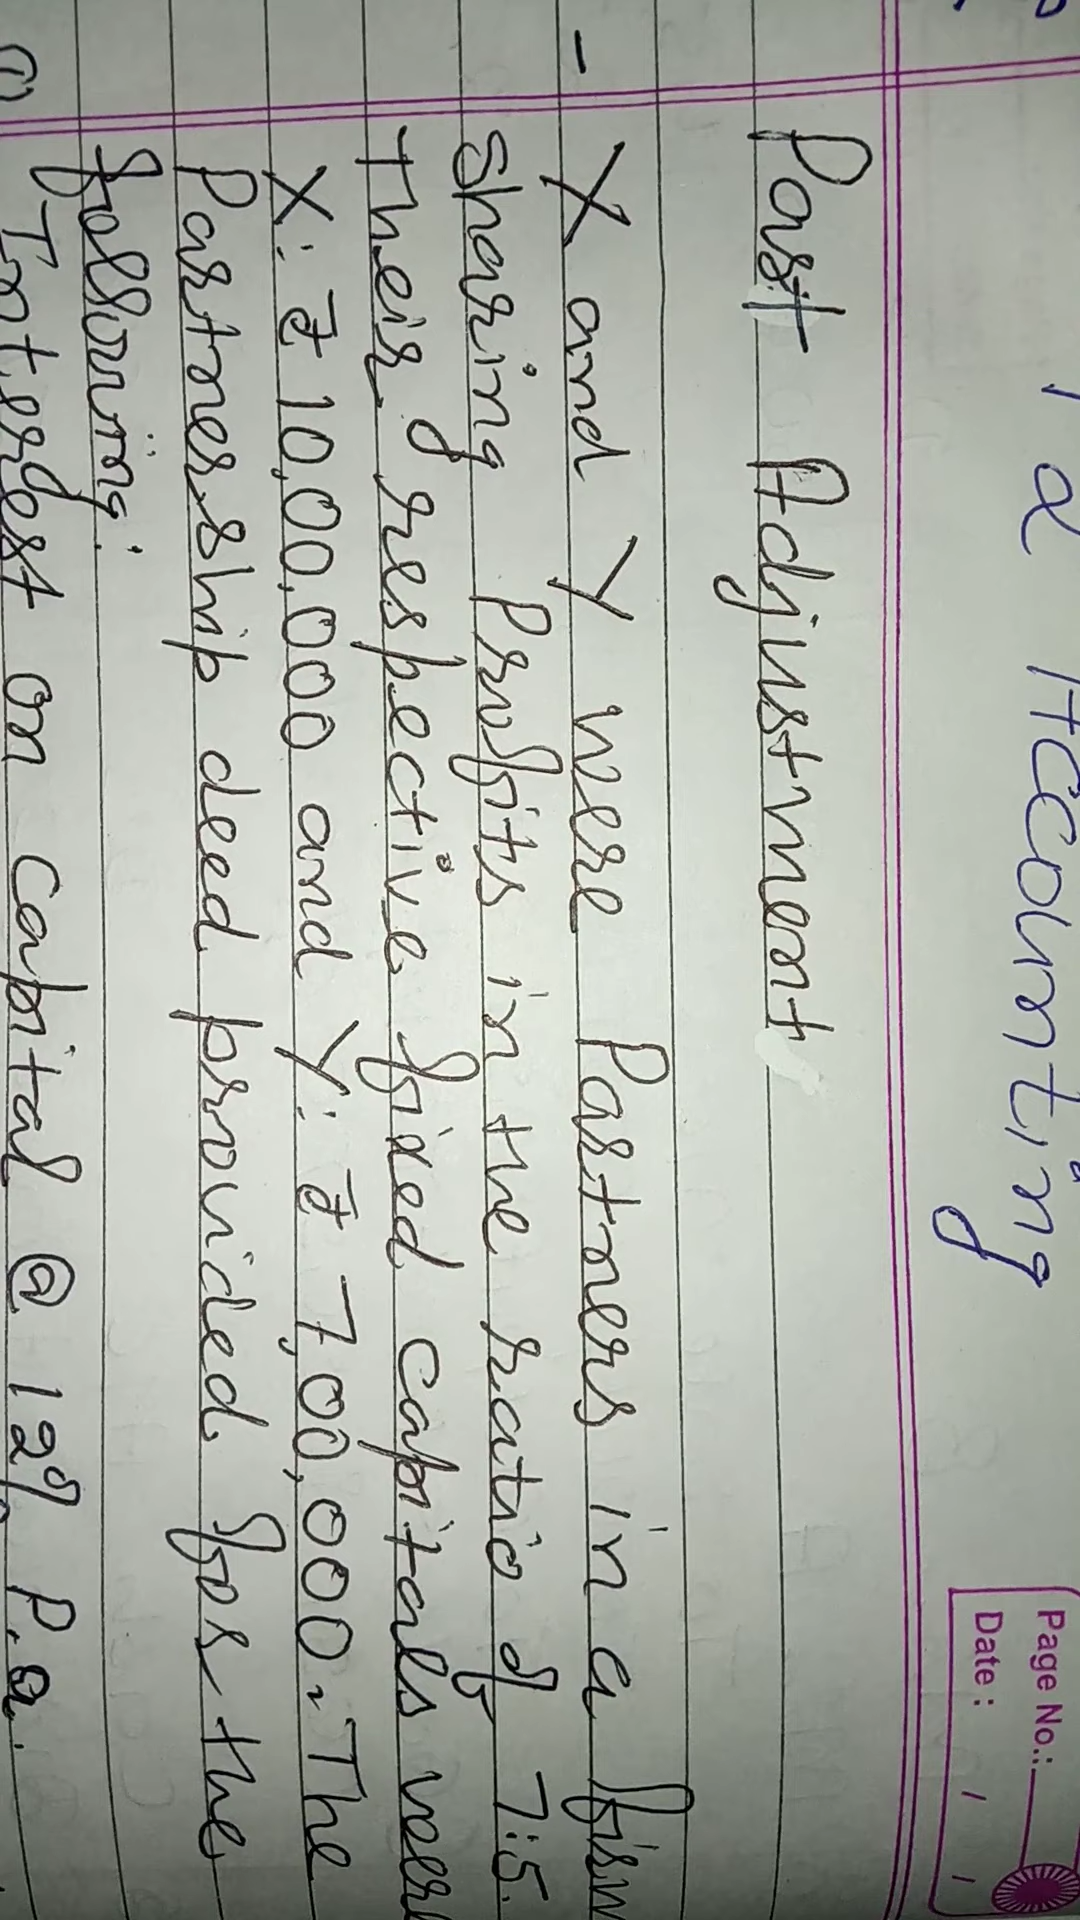 12 Accounting
Page No.:
Date: / /
Past Adjustment
- X and Y were Partners in a firm
sharing Profits in the ratio of 7:5.
Their respective fixed capitals were
X: ₹ 10,00,000 and Y: ₹ 7,00,000. The
Partnership deed provided for the
following:
(i) Interest on capital @ 12% p.a.